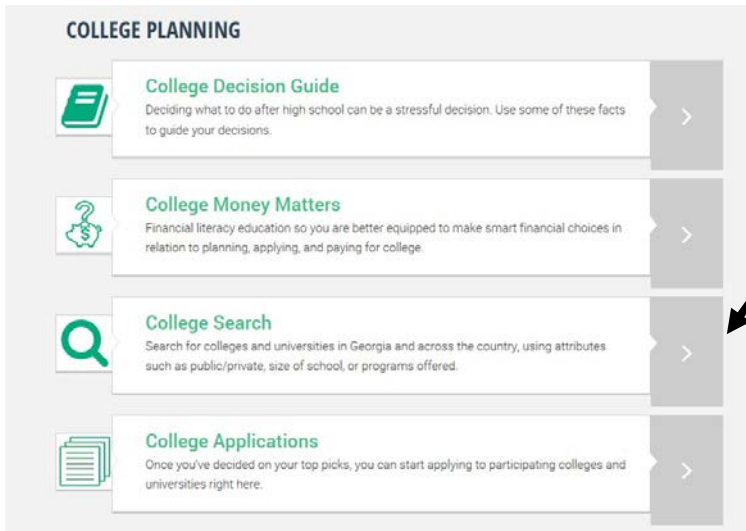 COLLEGE PLANNING
College Decision Guide
Deciding what to do after high school can be a stressful decision. Use some of these facts
to guide your decisions.
College Money Matters
Financial literacy education so you are better equipped to make smart financial choices in
relation to planning, applying, and paying for college.
College Search
Search for colleges and universities in Georgia and across the country, using attributes
such as public/private, size of school, or programs offered.
College Applications
Once you've decided on your top picks, you can start applying to participating colleges and
universities right here.